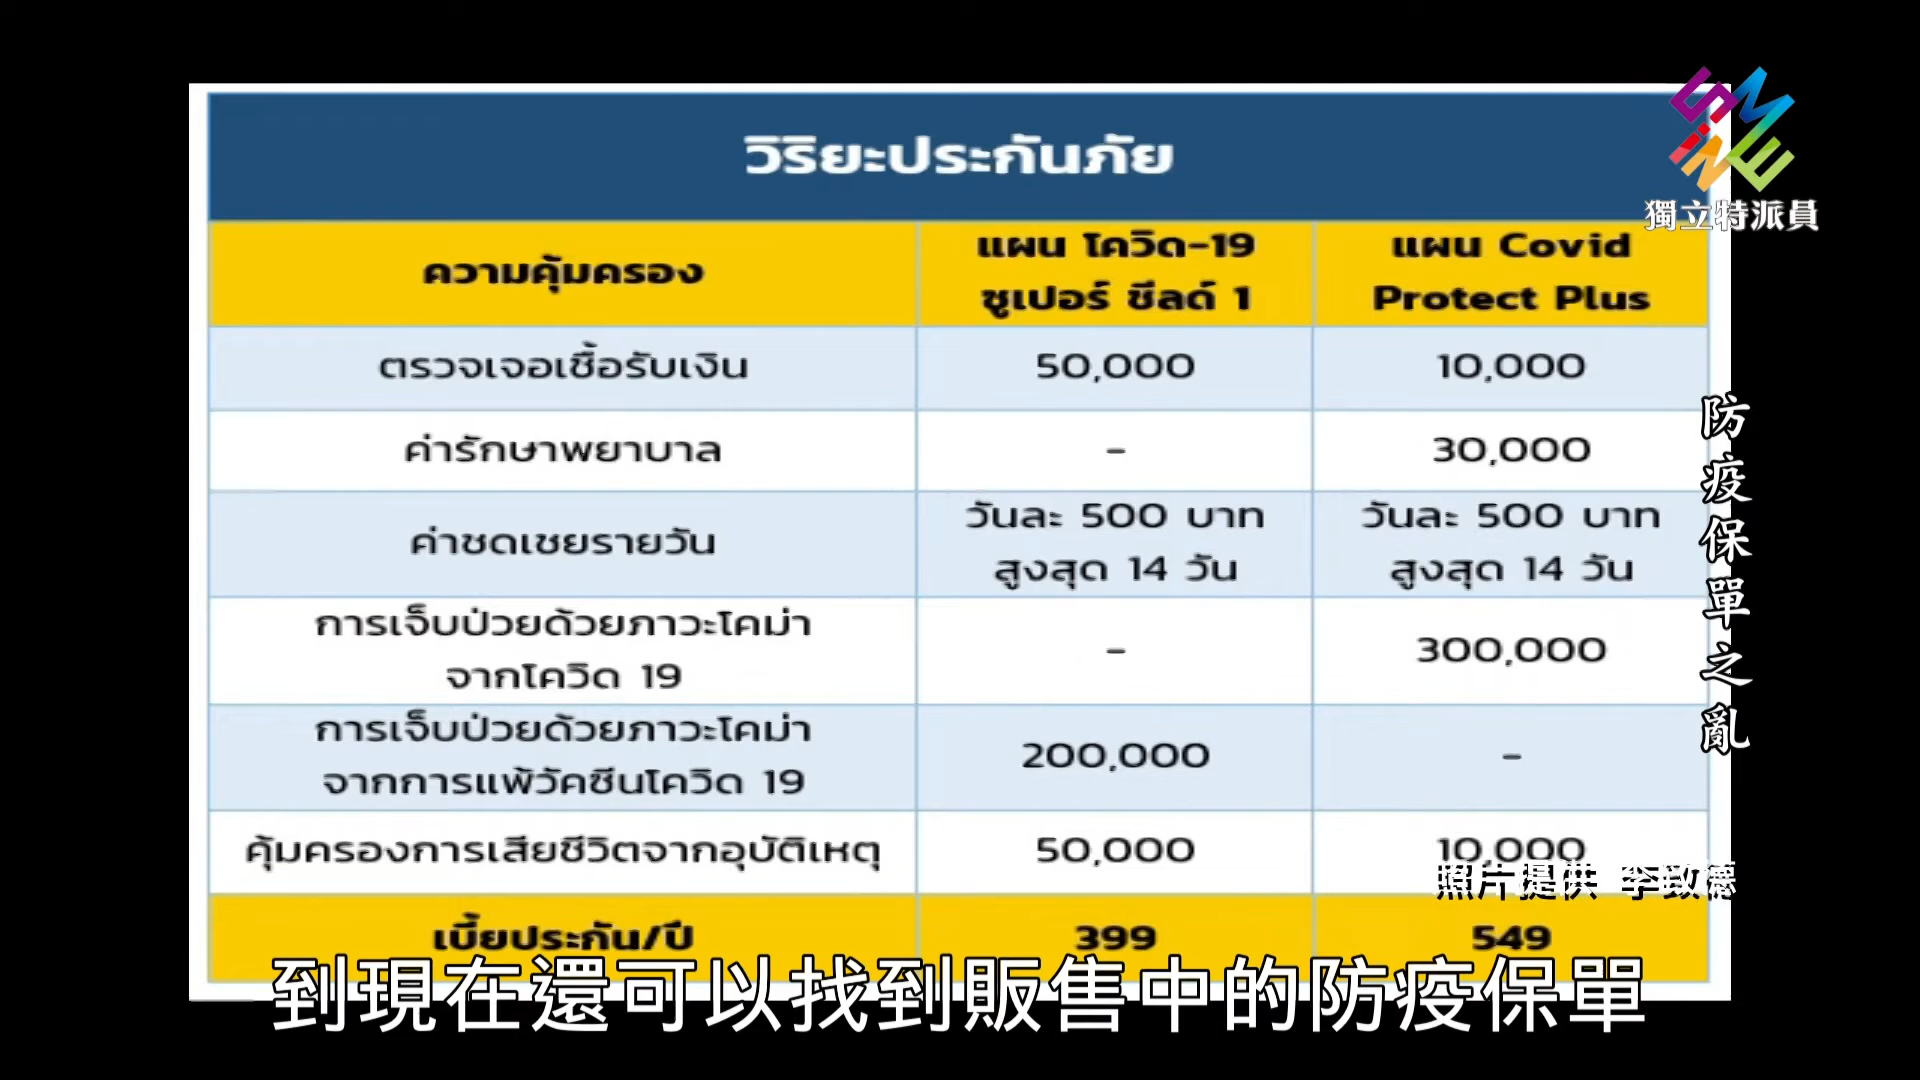 วิริยะประกันภัย
SINE
獨立特派員
ความคุ้มครอง
แผน โควิด-19
ซูเปอร์ ชีลด์ 1
แผน Covid
Protect Plus
ตรวจเจอเชื้อรับเงิน
50,000
10,000
ค่ารักษาพยาบาล
-
30,000
ค่าชดเชยรายวัน
วันละ 500 บาท
สูงสุด 14 วัน
วันละ 500 บาท
สูงสุด 14 วัน
การเจ็บป่วยด้วยภาวะโคม่า
จากโควิด 19
-
300,000
การเจ็บป่วยด้วยภาวะโคม่า
จากการแพ้วัคซีนโควิด 19
200,000
-
คุ้มครองการเสียชีวิตจากอุบัติเหตุ
50,000
10,000
เบี้ยประกัน/ปี
399
549
防疫保單之亂
照片提供 李致德
到現在還可以找到販售中的防疫保單